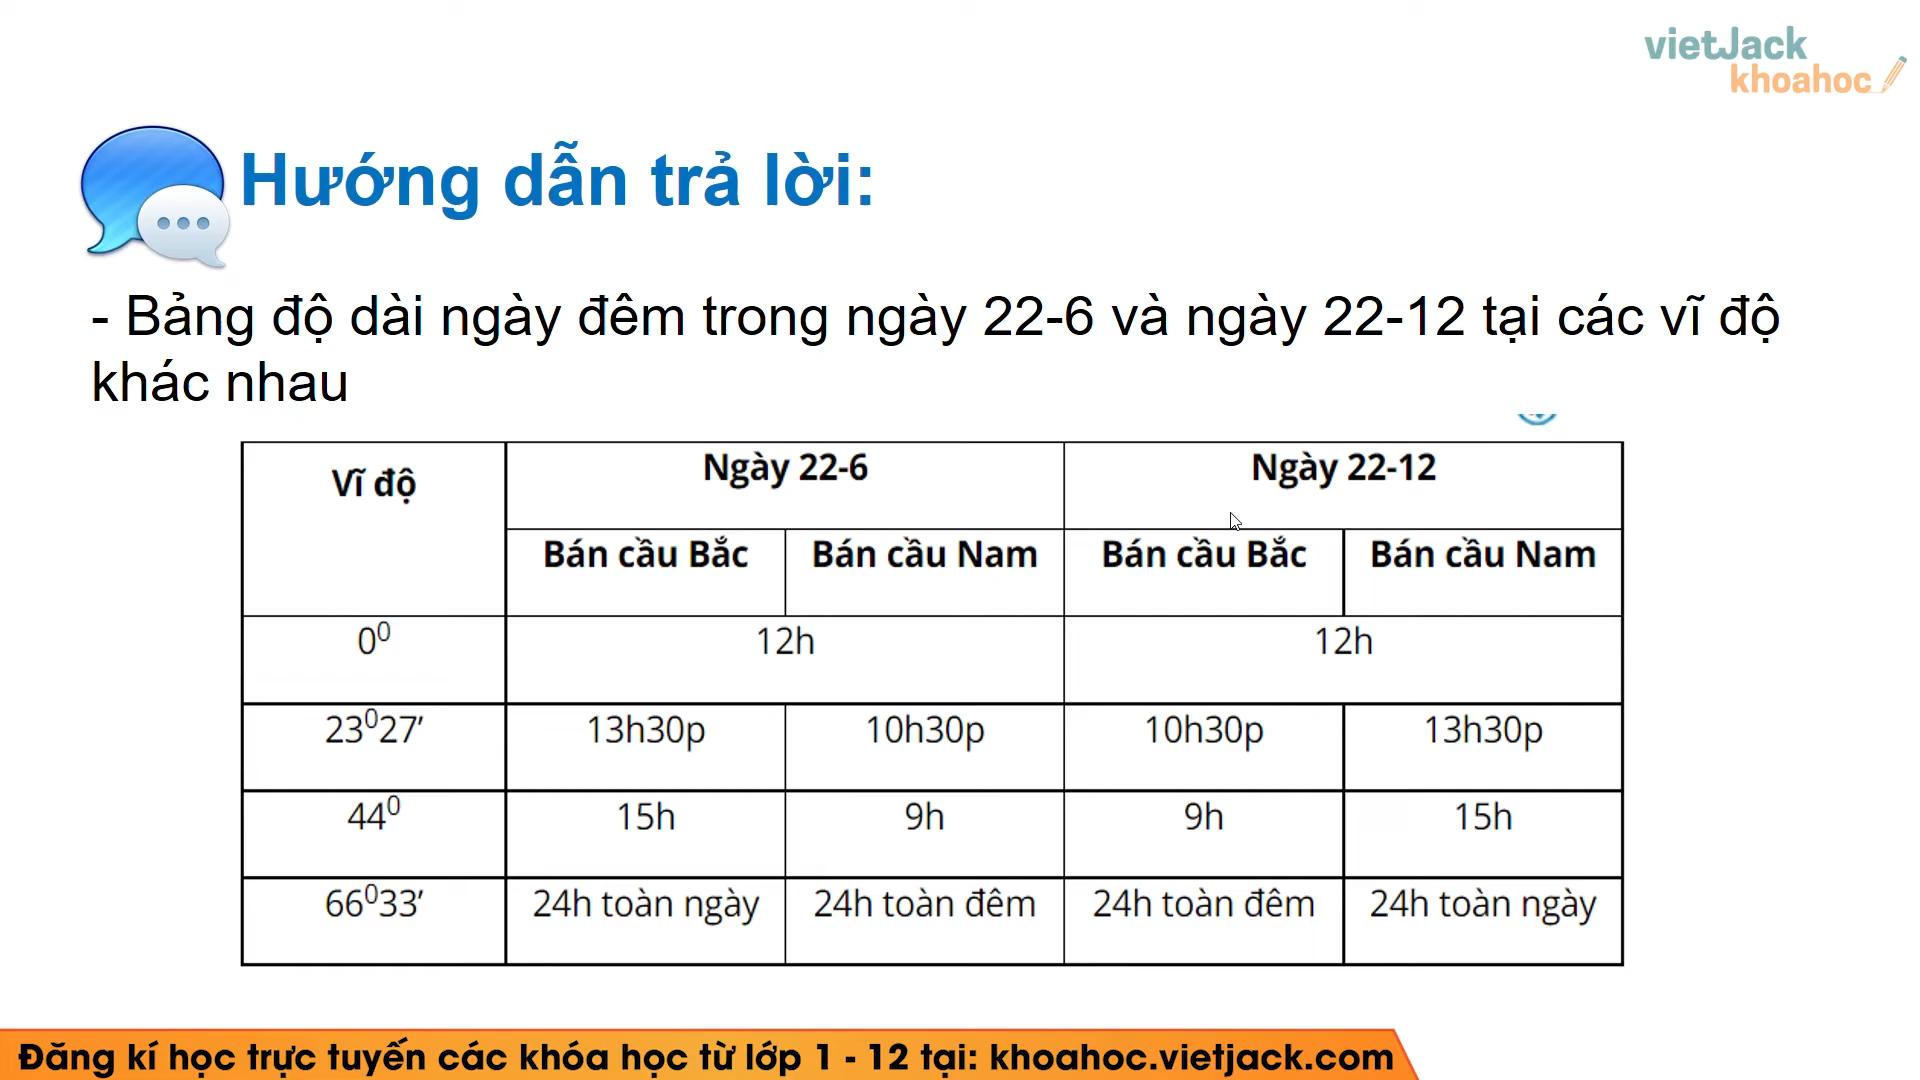 vietJack
khoahoc
Hướng dẫn trả lời:
- Bảng độ dài ngày đêm trong ngày 22-6 và ngày 22-12 tại các vĩ độ
khác nhau
Vĩ độ Ngày 22-6 Ngày 22-12
Bán cầu Bắc Bán cầu Nam Bán cầu Bắc Bán cầu Nam
0⁰ 12h 12h
23⁰27’ 13h30p 10h30p 10h30p 13h30p
44⁰ 15h 9h 9h 15h
66⁰33’ 24h toàn ngày 24h toàn đêm 24h toàn đêm 24h toàn ngày
Đăng kí học trực tuyến các khóa học từ lớp 1 - 12 tại: khoahoc.vietjack.com